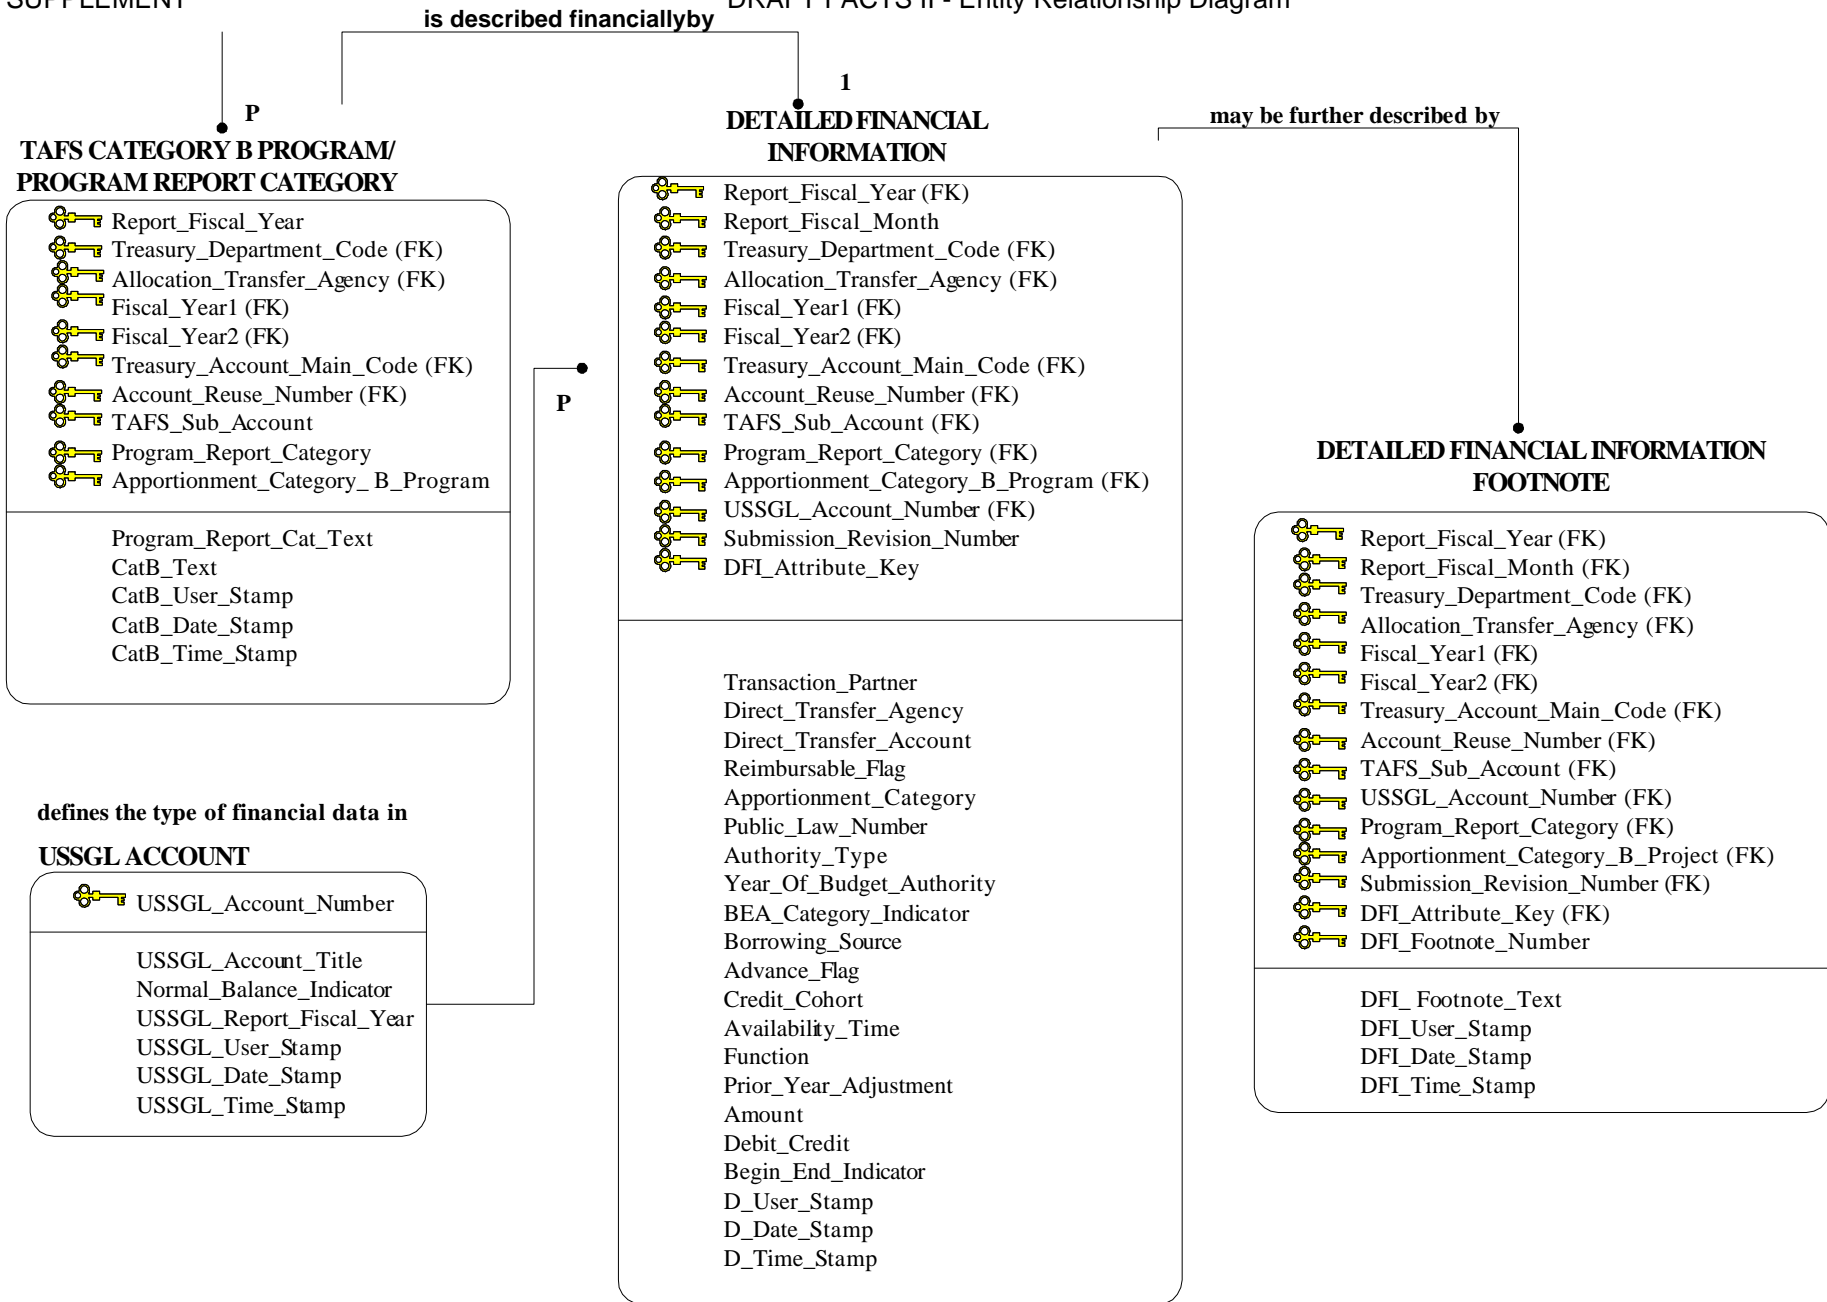 SUPPLEMENT
DRAFT FACTS II - Entity Relationship Diagram
is described financiallyby
1
P
may be further described by
TAFS CATEGORY B PROGRAM/
PROGRAM REPORT CATEGORY
Report_Fiscal_Year
Treasury_Department_Code (FK)
Allocation_Transfer_Agency (FK)
Fiscal_Year1 (FK)
Fiscal_Year2 (FK)
Treasury_Account_Main_Code (FK)
Account_Reuse_Number (FK)
TAFS_Sub_Account
Program_Report_Category
Apportionment_Category_ B_Program
Program_Report_Cat_Text
CatB_Text
CatB_User_Stamp
CatB_Date_Stamp
CatB_Time_Stamp
defines the type of financial data in
USSGL ACCOUNT
USSGL_Account_Number
USSGL_Account_Title
Normal_Balance_Indicator
USSGL_Report_Fiscal_Year
USSGL_User_Stamp
USSGL_Date_Stamp
USSGL_Time_Stamp
P
DETAILED FINANCIAL
INFORMATION
Report_Fiscal_Year (FK)
Report_Fiscal_Month
Treasury_Department_Code (FK)
Allocation_Transfer_Agency (FK)
Fiscal_Year1 (FK)
Fiscal_Year2 (FK)
Treasury_Account_Main_Code (FK)
Account_Reuse_Number (FK)
TAFS_Sub_Account (FK)
Program_Report_Category (FK)
Apportionment_Category_B_Program (FK)
USSGL_Account_Number (FK)
Submission_Revision_Number
DFI_Attribute_Key
Transaction_Partner
Direct_Transfer_Agency
Direct_Transfer_Account
Reimbursable_Flag
Apportionment_Category
Public_Law_Number
Authority_Type
Year_Of_Budget_Authority
BEA_Category_Indicator
Borrowing_Source
Advance_Flag
Credit_Cohort
Availability_Time
Function
Prior_Year_Adjustment
Amount
Debit_Credit
Begin_End_Indicator
D_User_Stamp
D_Date_Stamp
D_Time_Stamp
DETAILED FINANCIAL INFORMATION
FOOTNOTE
Report_Fiscal_Year (FK)
Report_Fiscal_Month (FK)
Treasury_Department_Code (FK)
Allocation_Transfer_Agency (FK)
Fiscal_Year1 (FK)
Fiscal_Year2 (FK)
Treasury_Account_Main_Code (FK)
Account_Reuse_Number (FK)
TAFS_Sub_Account (FK)
USSGL_Account_Number (FK)
Program_Report_Category (FK)
Apportionment_Category_B_Project (FK)
Submission_Revision_Number (FK)
DFI_Attribute_Key (FK)
DFI_Footnote_Number
DFI_ Footnote_Text
DFI_User_Stamp
DFI_Date_Stamp
DFI_Time_Stamp